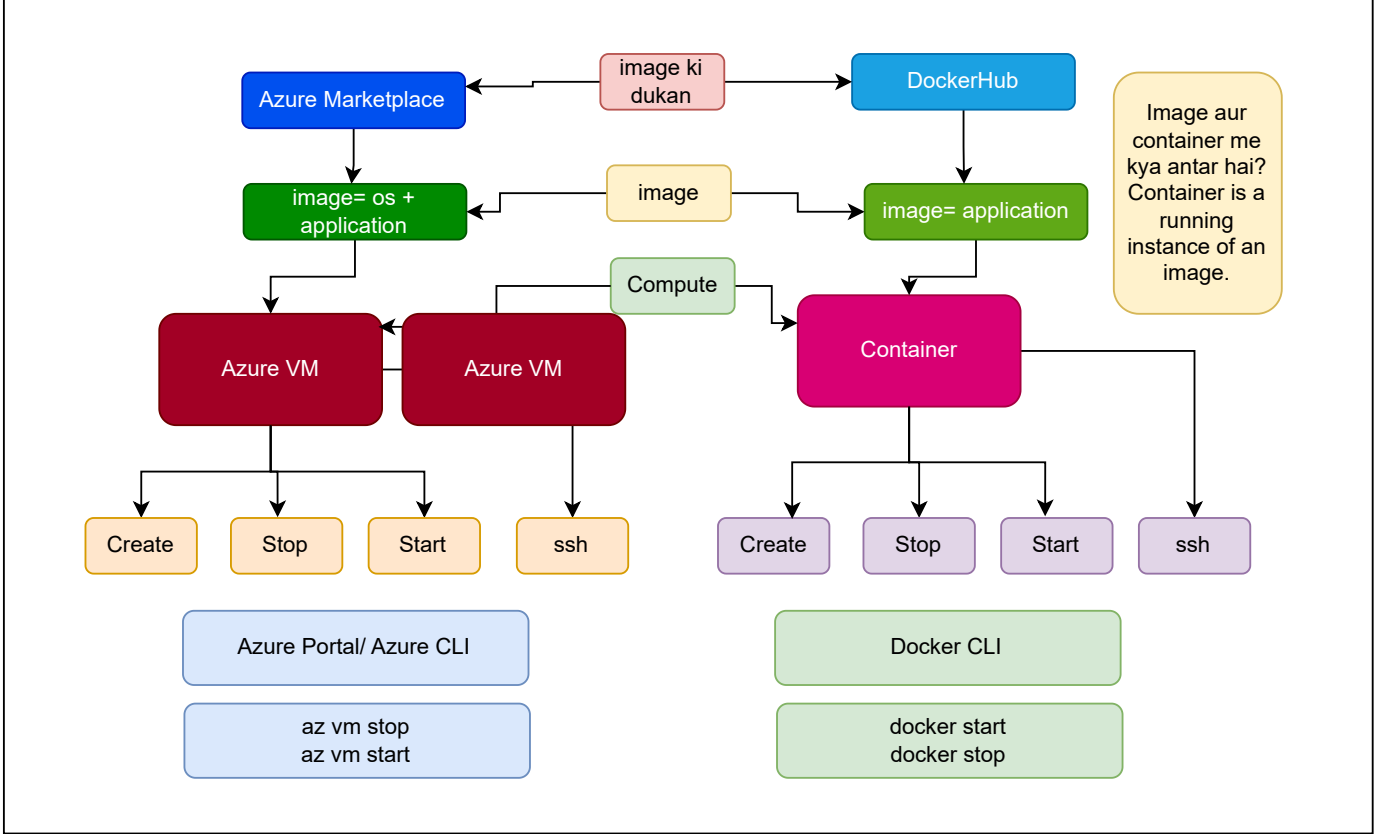 image ki
dukan
Azure Marketplace
DockerHub
Image aur
container me
kya antar hai?
Container is a
running
instance of an
image.
image= os +
application
image
image= application
Compute
Azure VM
Azure VM
Container
Create
Stop
Start
ssh
Create
Stop
Start
ssh
Azure Portal/ Azure CLI
Docker CLI
az vm stop
az vm start
docker start
docker stop